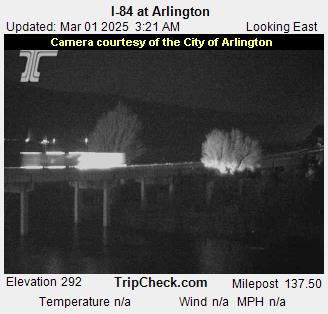 I-84 at Arlington
Updated: Mar 01 2025 3:21 AM Looking East
Camera courtesy of the City of Arlington
Elevation 292 TripCheck.com Milepost 137.50
Temperature n/a Wind n/a MPH n/a